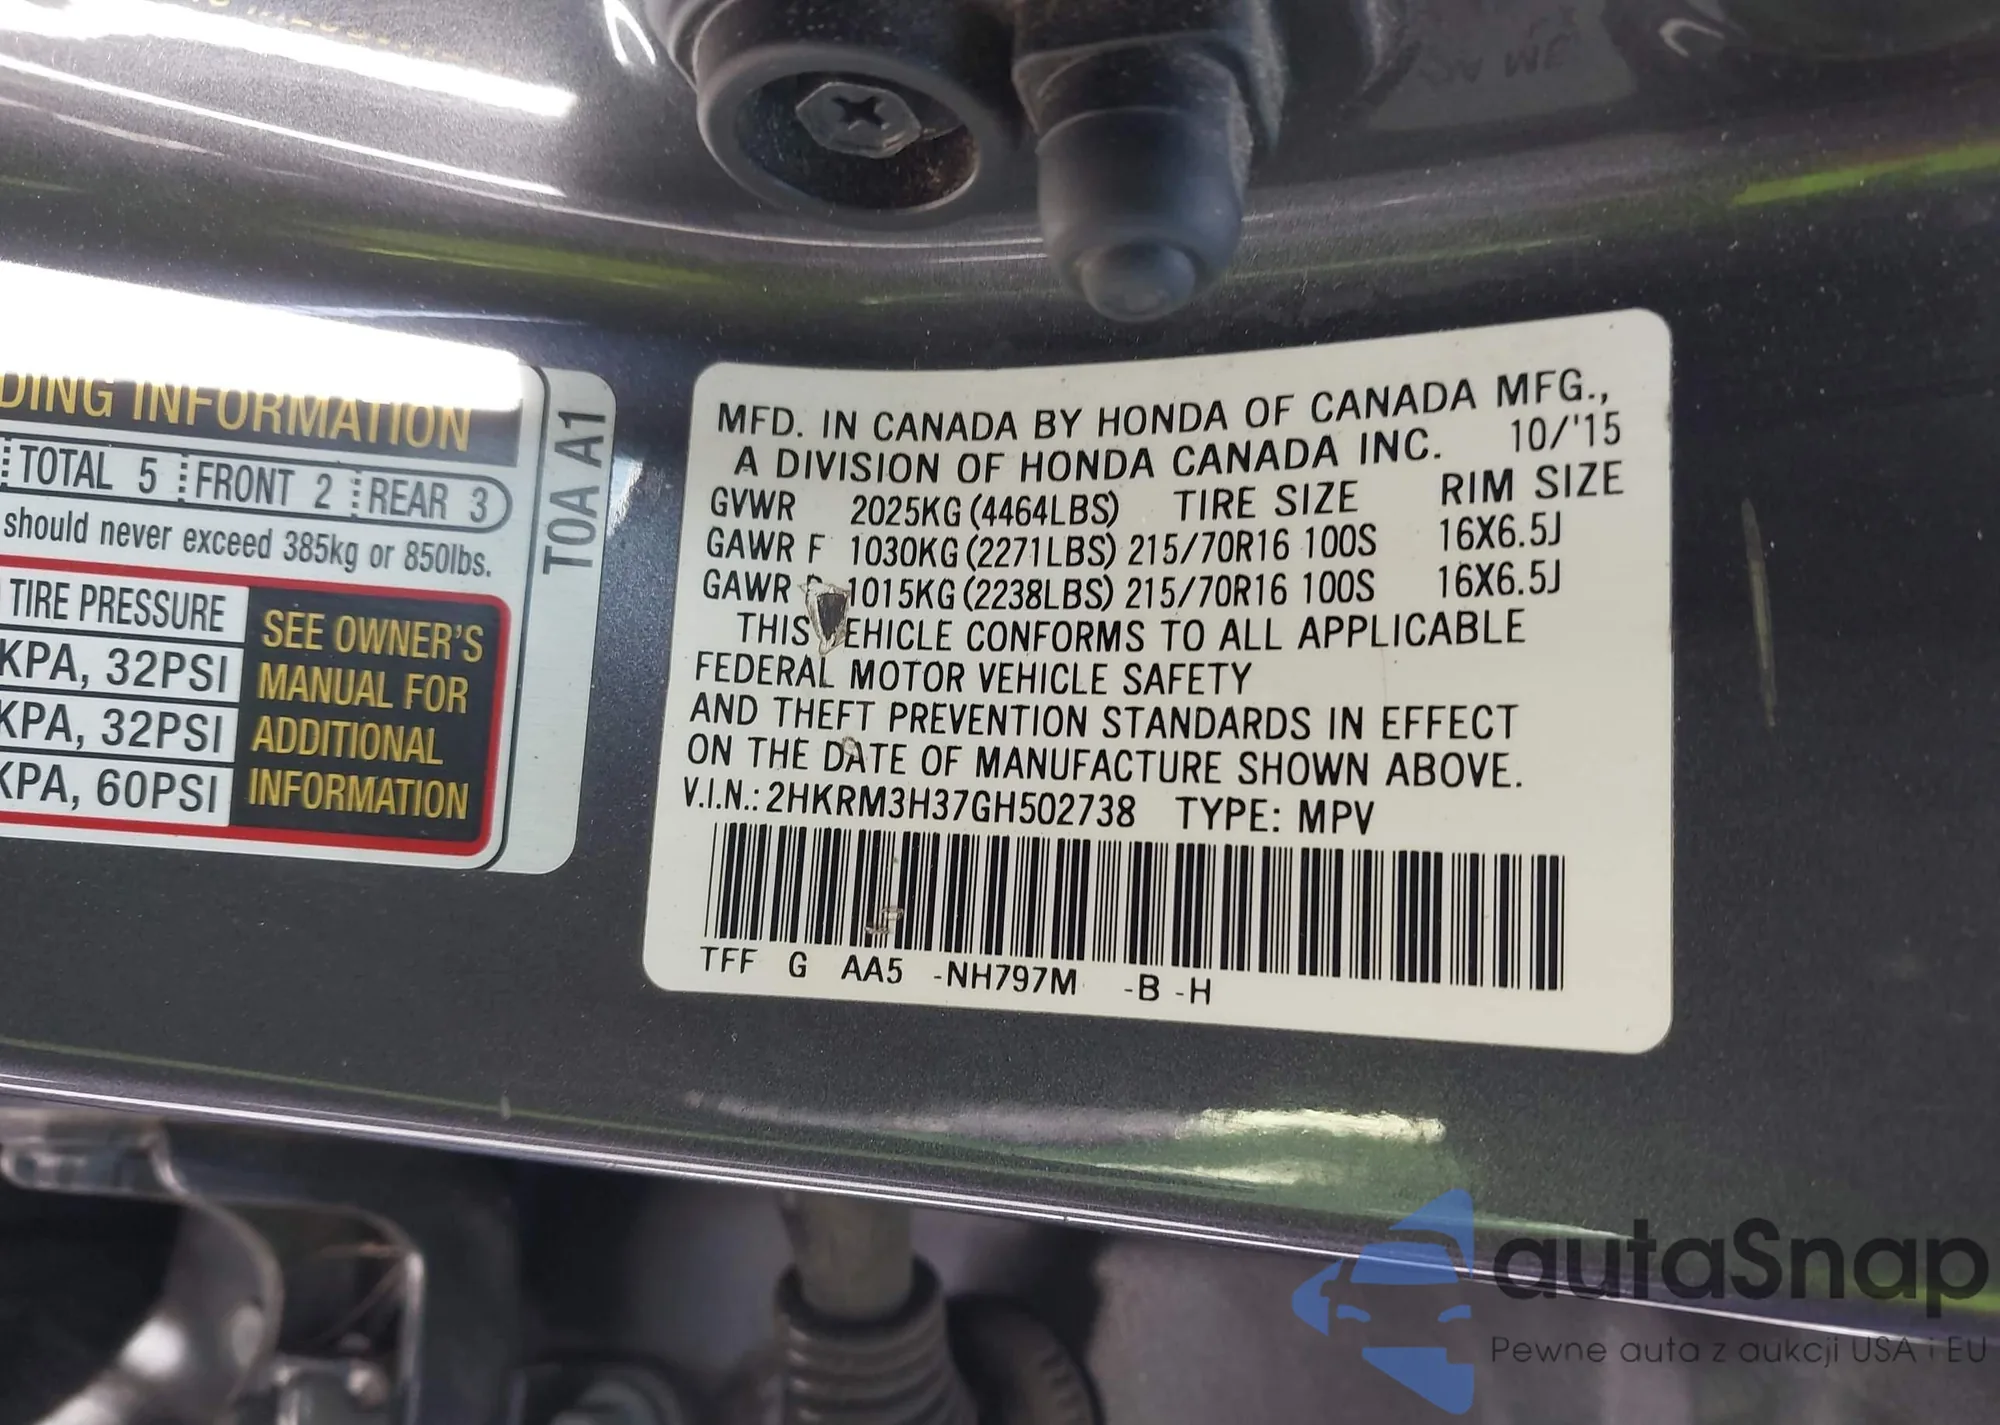 DING INFORMATION
TOTAL 5 FRONT 2 REAR 3
should never exceed 385kg or 850lbs.
TIRE PRESSURE
KPA, 32PSI
KPA, 32PSI
KPA, 60PSI
SEE OWNER'S
MANUAL FOR
ADDITIONAL
INFORMATION
T0A A1
MFD. IN CANADA BY HONDA OF CANADA MFG.,
A DIVISION OF HONDA CANADA INC. 10/'15
GVWR 2025KG (4464LBS) TIRE SIZE RIM SIZE
GAWR F 1030KG (2271LBS) 215/70R16 100S 16X6.5J
GAWR 1015KG (2238LBS) 215/70R16 100S 16X6.5J
THIS EHICLE CONFORMS TO ALL APPLICABLE
FEDERAL MOTOR VEHICLE SAFETY
AND THEFT PREVENTION STANDARDS IN EFFECT
ON THE DATE OF MANUFACTURE SHOWN ABOVE.
V.I.N.: 2HKRM3H37GH502738 TYPE: MPV
TFF G AA5 -NH797M -B -H
autaSnap
Pewne auta z aukcji USA i EU